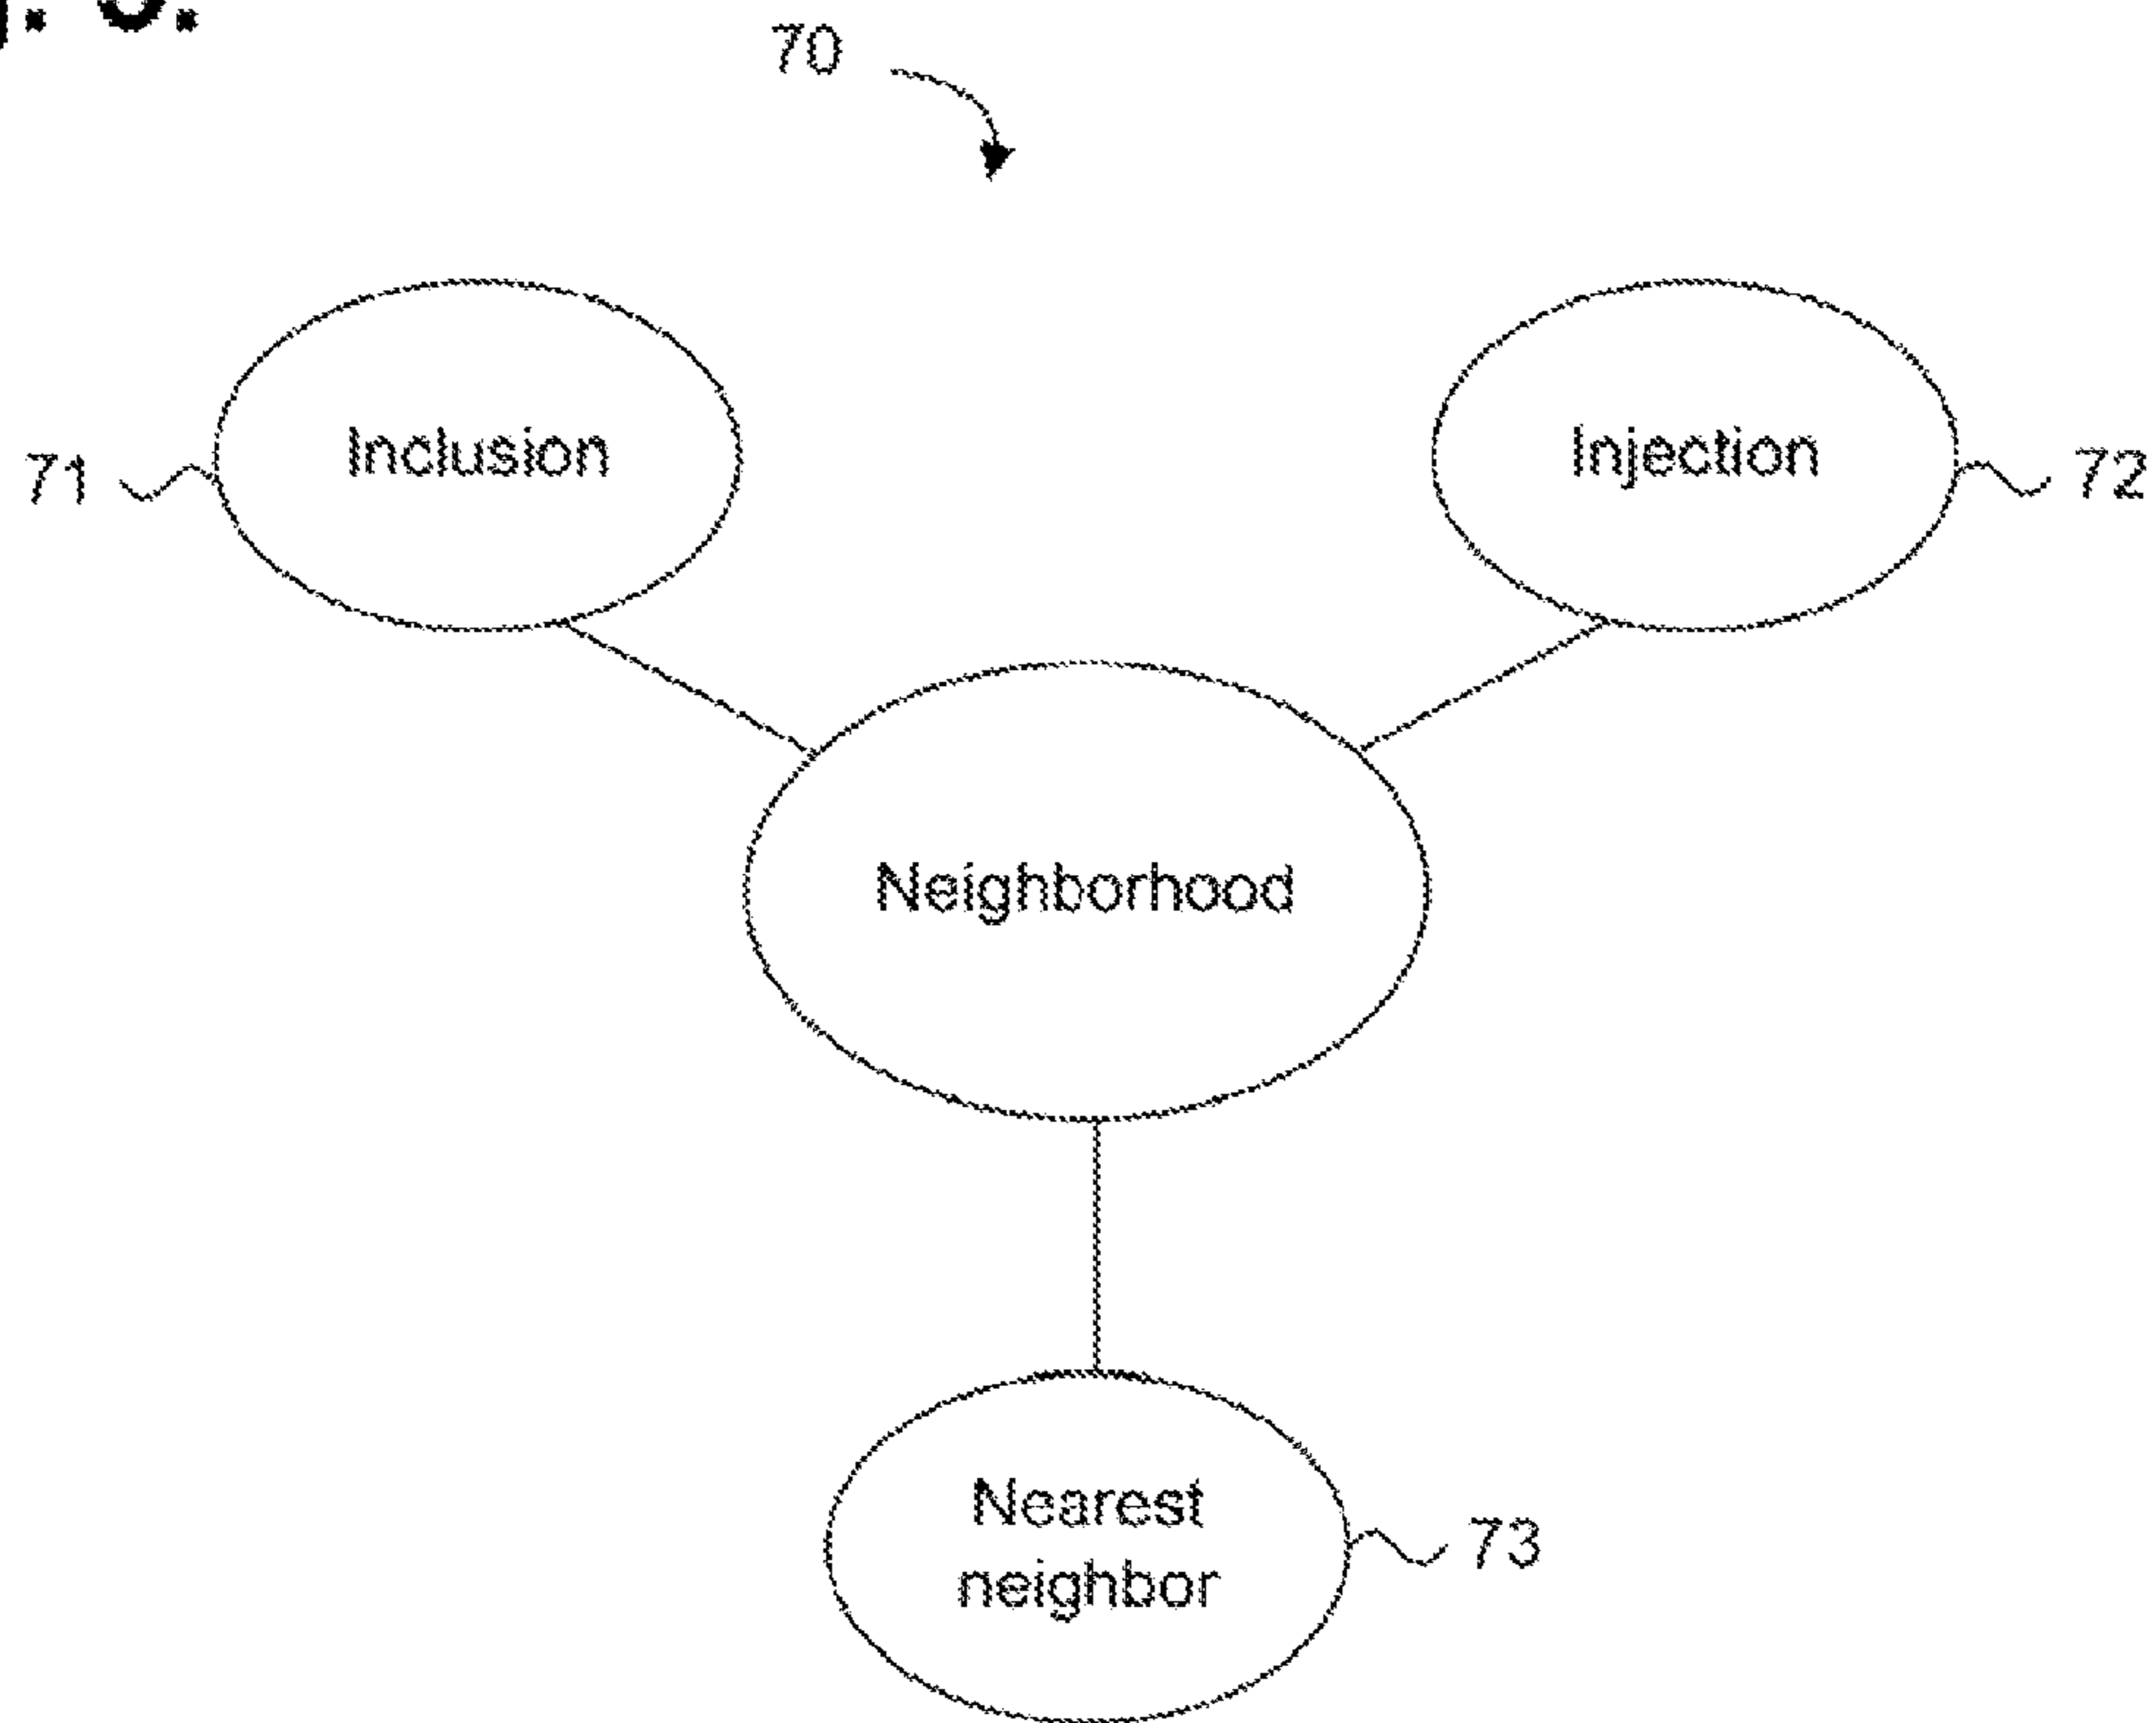 70
Inclusion
Injection
71
72
Neighborhood
Nearest
neighbor
73